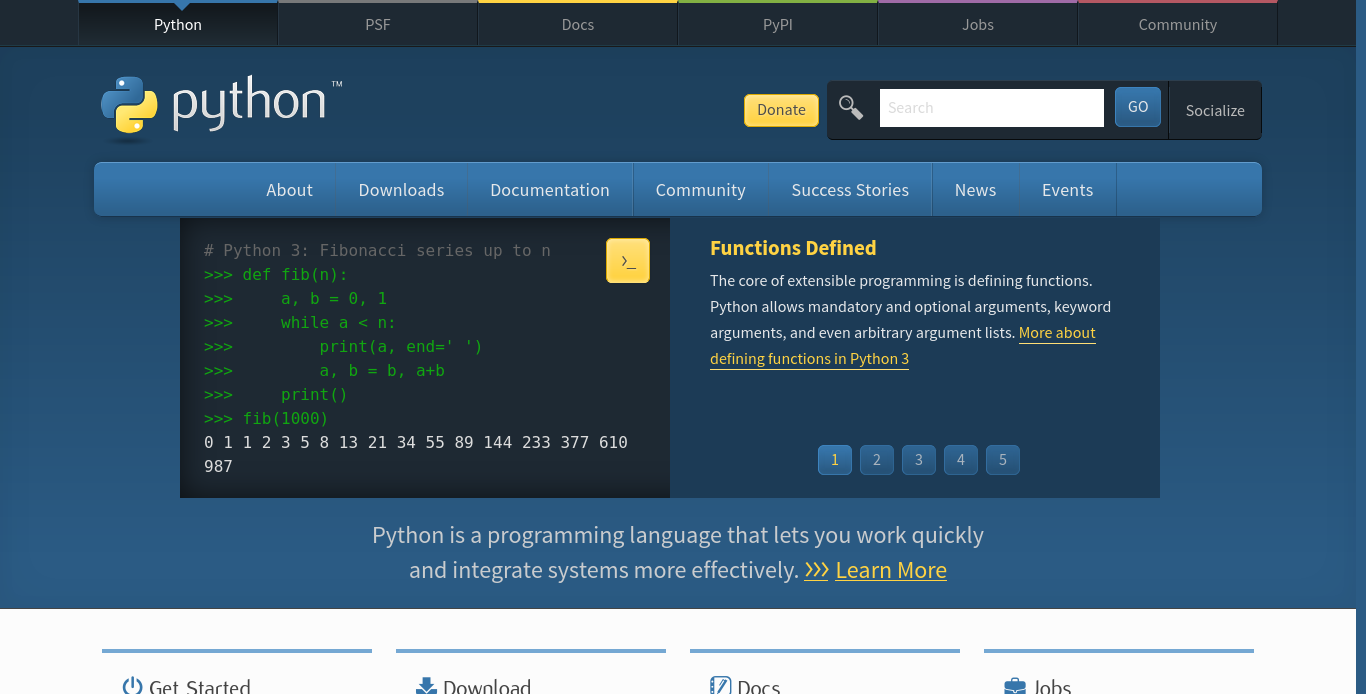 Python
PSF
Docs
PyPI
Jobs
Community
python™
Donate
Search
GO
Socialize
About
Downloads
Documentation
Community
Success Stories
News
Events
# Python 3: Fibonacci series up to n
>>> def fib(n):
>>>     a, b = 0, 1
>>>     while a < n:
>>>         print(a, end=' ')
>>>         a, b = b, a+b
>>>     print()
>>> fib(1000)
0 1 1 2 3 5 8 13 21 34 55 89 144 233 377 610
987
>_
Functions Defined
The core of extensible programming is defining functions.
Python allows mandatory and optional arguments, keyword
arguments, and even arbitrary argument lists. More about
defining functions in Python 3
1
2
3
4
5
Python is a programming language that lets you work quickly
and integrate systems more effectively. >>> Learn More
Get Started
Download
Docs
Jobs